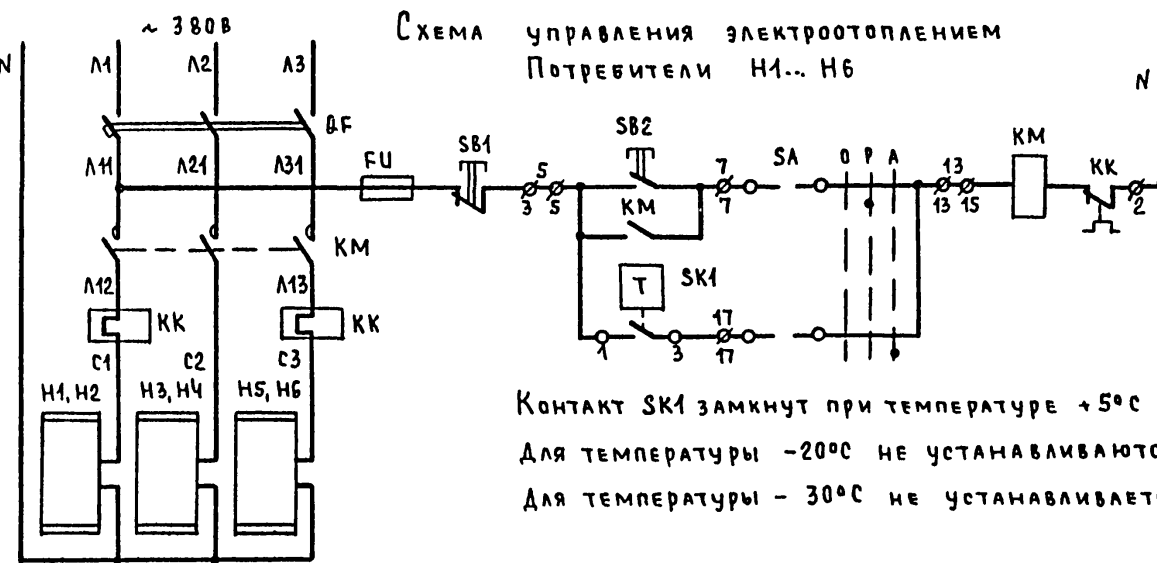 ~ 380В
Схема управления электроотоплением
Потребители Н1... Н6
N Л1 Л2 Л3
N
QF
Л11 Л21 Л31
FU
SB1
SB2
КМ
5
3 5
7
7
SA
О Р А
13
13 15
КМ
КК
2
КМ
Т SK1
Л12 Л13
КК КК
1 3
17
17
С1 С2 С3
Н1, Н2 Н3, Н4 Н5, Н6
Контакт SK1 замкнут при температуре +5°С
Для температуры -20°С не
Для температуры - 30°С не